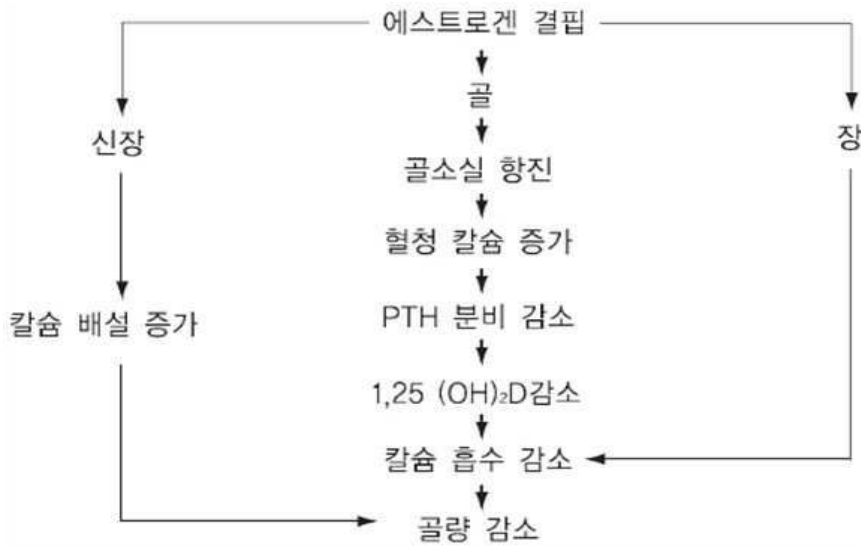 에스트로겐 결핍
골
신장
장
골소실 항진
혈청 칼슘 증가
칼슘 배설 증가
PTH 분비 감소
1,25 (OH)₂D감소
칼슘 흡수 감소
골량 감소